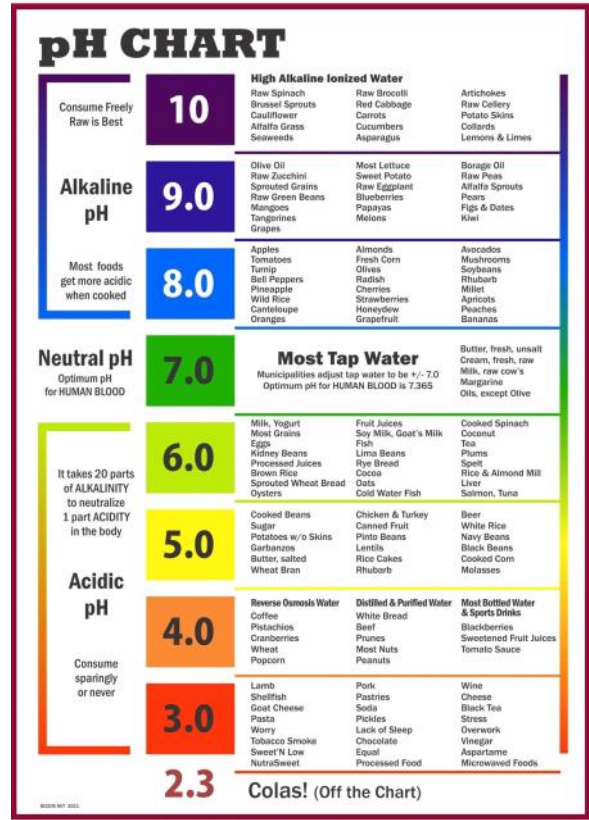 pH CHART
Consume Freely
Raw is Best
10
High Alkaline Ionized Water
Raw Spinach
Brussel Sprouts
Cauliflower
Alfalfa Grass
Seaweeds
Raw Brocolli
Red Cabbage
Carrots
Cucumbers
Asparagus
Artichokes
Raw Cellery
Potato Skins
Collards
Lemons & Limes
Alkaline
pH
9.0
Olive Oil
Raw Zucchini
Sprouted Grains
Raw Green Beans
Mangoes
Tangerines
Grapes
Most Lettuce
Sweet Potato
Raw Eggplant
Blueberries
Papayas
Melons
Borage Oil
Raw Peas
Alfalfa Sprouts
Pears
Figs & Dates
Kiwi
Most foods
get more acidic
when cooked
8.0
Apples
Tomatoes
Turnip
Bell Peppers
Pineapple
Wild Rice
Canteloupe
Oranges
Almonds
Fresh Corn
Olives
Radish
Cherries
Strawberries
Honeydew
Grapefruit
Avocados
Mushrooms
Soybeans
Rhubarb
Millet
Apricots
Peaches
Bananas
Neutral pH
Optimum pH
for HUMAN BLOOD
7.0
Most Tap Water
Municipalities adjust tap water to be +/- 7.0
Optimum pH for HUMAN BLOOD is 7.365
Butter, fresh, unsalt
Cream, fresh, raw
Milk, raw cow's
Margarine
Oils, except Olive
It takes 20 parts
of ALKALINITY
to neutralize
1 part ACIDITY
in the body
6.0
Milk, Yogurt
Most Grains
Eggs
Kidney Beans
Processed Juices
Brown Rice
Sprouted Wheat Bread
Oysters
Fruit Juices
Soy Milk, Goat's Milk
Fish
Lima Beans
Rye Bread
Cocoa
Oats
Cold Water Fish
Cooked Spinach
Coconut
Tea
Plums
Spelt
Rice & Almond Mill
Liver
Salmon, Tuna
Acidic
pH
5.0
Cooked Beans
Sugar
Potatoes w/o Skins
Garbanzos
Butter, salted
Wheat Bran
Chicken & Turkey
Canned Fruit
Pinto Beans
Lentils
Rice Cakes
Rhubarb
Beer
White Rice
Navy Beans
Black Beans
Cooked Corn
Molasses
4.0
Reverse Osmosis Water
Coffee
Pistachios
Cranberries
Wheat
Popcorn
Distilled & Purified Water
White Bread
Beef
Prunes
Most Nuts
Peanuts
Most Bottled Water
& Sports Drinks
Blackberries
Sweetened Fruit Juices
Tomato Sauce
Consume
sparingly
or never
3.0
Lamb
Shellfish
Goat Cheese
Pasta
Worry
Tobacco Smoke
Sweet'N Low
NutraSweet
Pork
Pastries
Soda
Pickles
Lack of Sleep
Chocolate
Equal
Processed Food
Wine
Cheese
Black Tea
Stress
Overwork
Vinegar
Aspartame
Microwaved Foods
2.3
Colas! (Off the Chart)